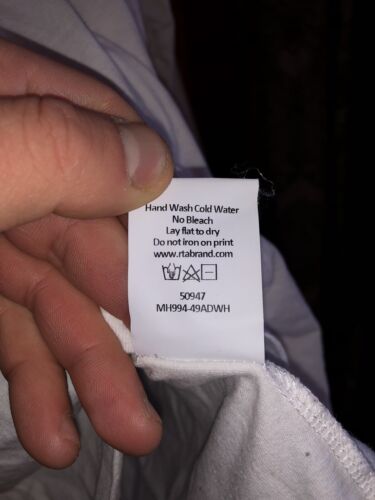 Hand Wash Cold Water
No Bleach
Lay flat to dry
Do not iron on print
www.rtabrand.com
50947
MH994-49ADWH